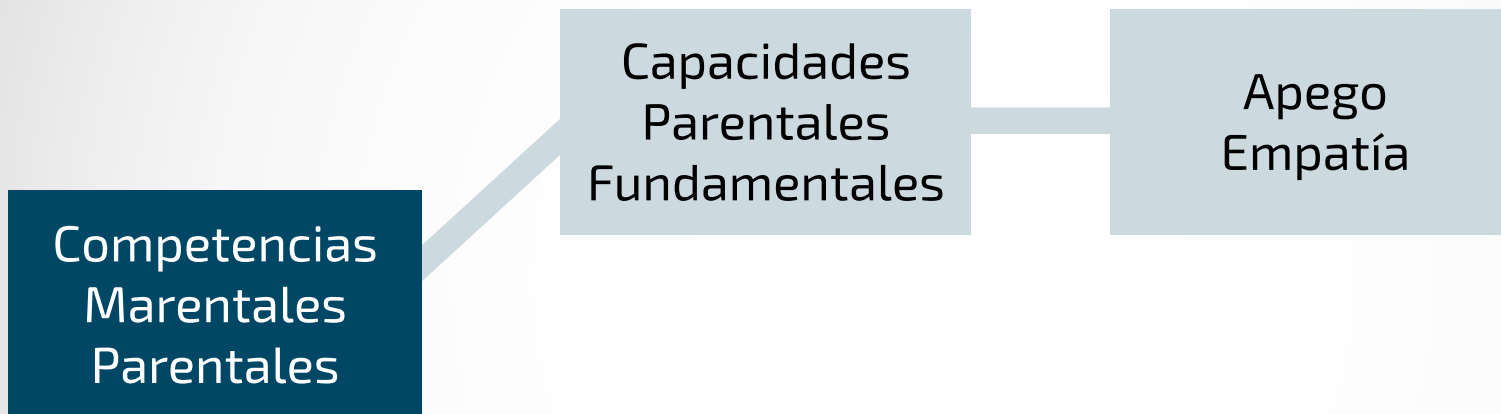 Capacidades
Parentales
Fundamentales
Apego
Empatía
Competencias
Marentales
Parentales